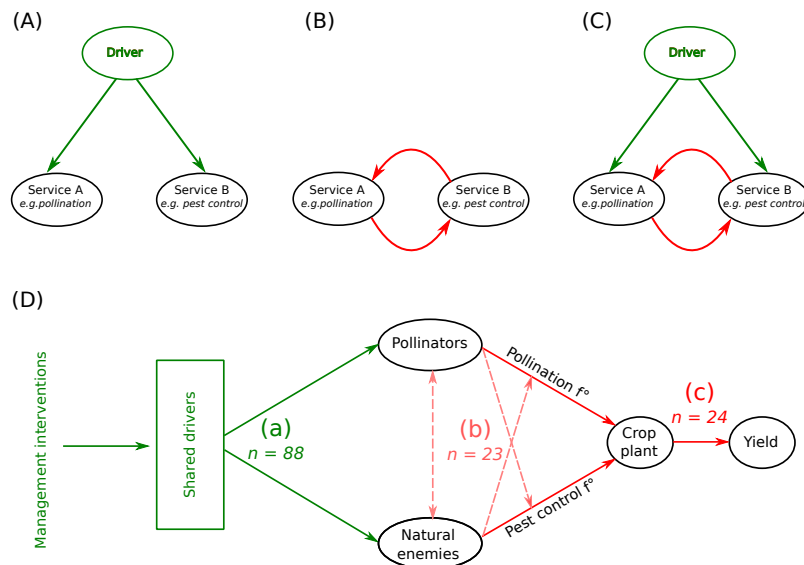 (A)
Driver
Service A
e.g.pollination
Service B
e.g. pest control
(B)
Service A
e.g.pollination
Service B
e.g. pest control
(C)
Driver
Service A
e.g.pollination
Service B
e.g. pest control
(D)
Management interventions
Shared drivers
(a)
n = 88
Pollinators
Natural
enemies
(b)
n = 23
Pollination f°
Pest control f°
Crop
plant
(c)
n = 24
Yield